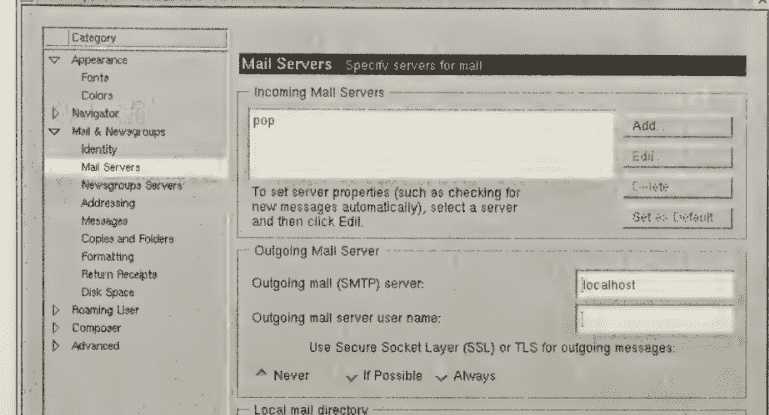 Category
Appearance
Fonts
Colors
Navigator
Mail & Newsgroups
Identity
Mail Servers
Newsgroups Servers
Addressing
Messages
Copies and Folders
Formatting
Return Receipts
Disk Space
Roaming User
Composer
Advanced
Mail Servers Specify servers for mail
Incoming Mail Servers
pop
Add...
Edit...
Delete
Set as Default
To set server properties (such as checking for
new messages automatically), select a server
and then click Edit.
Outgoing Mail Server
Outgoing mail (SMTP) server:
localhost
Outgoing mail server user name:
Use Secure Socket Layer (SSL) or TLS for outgoing messages:
Never If Possible Always
Local mail directory